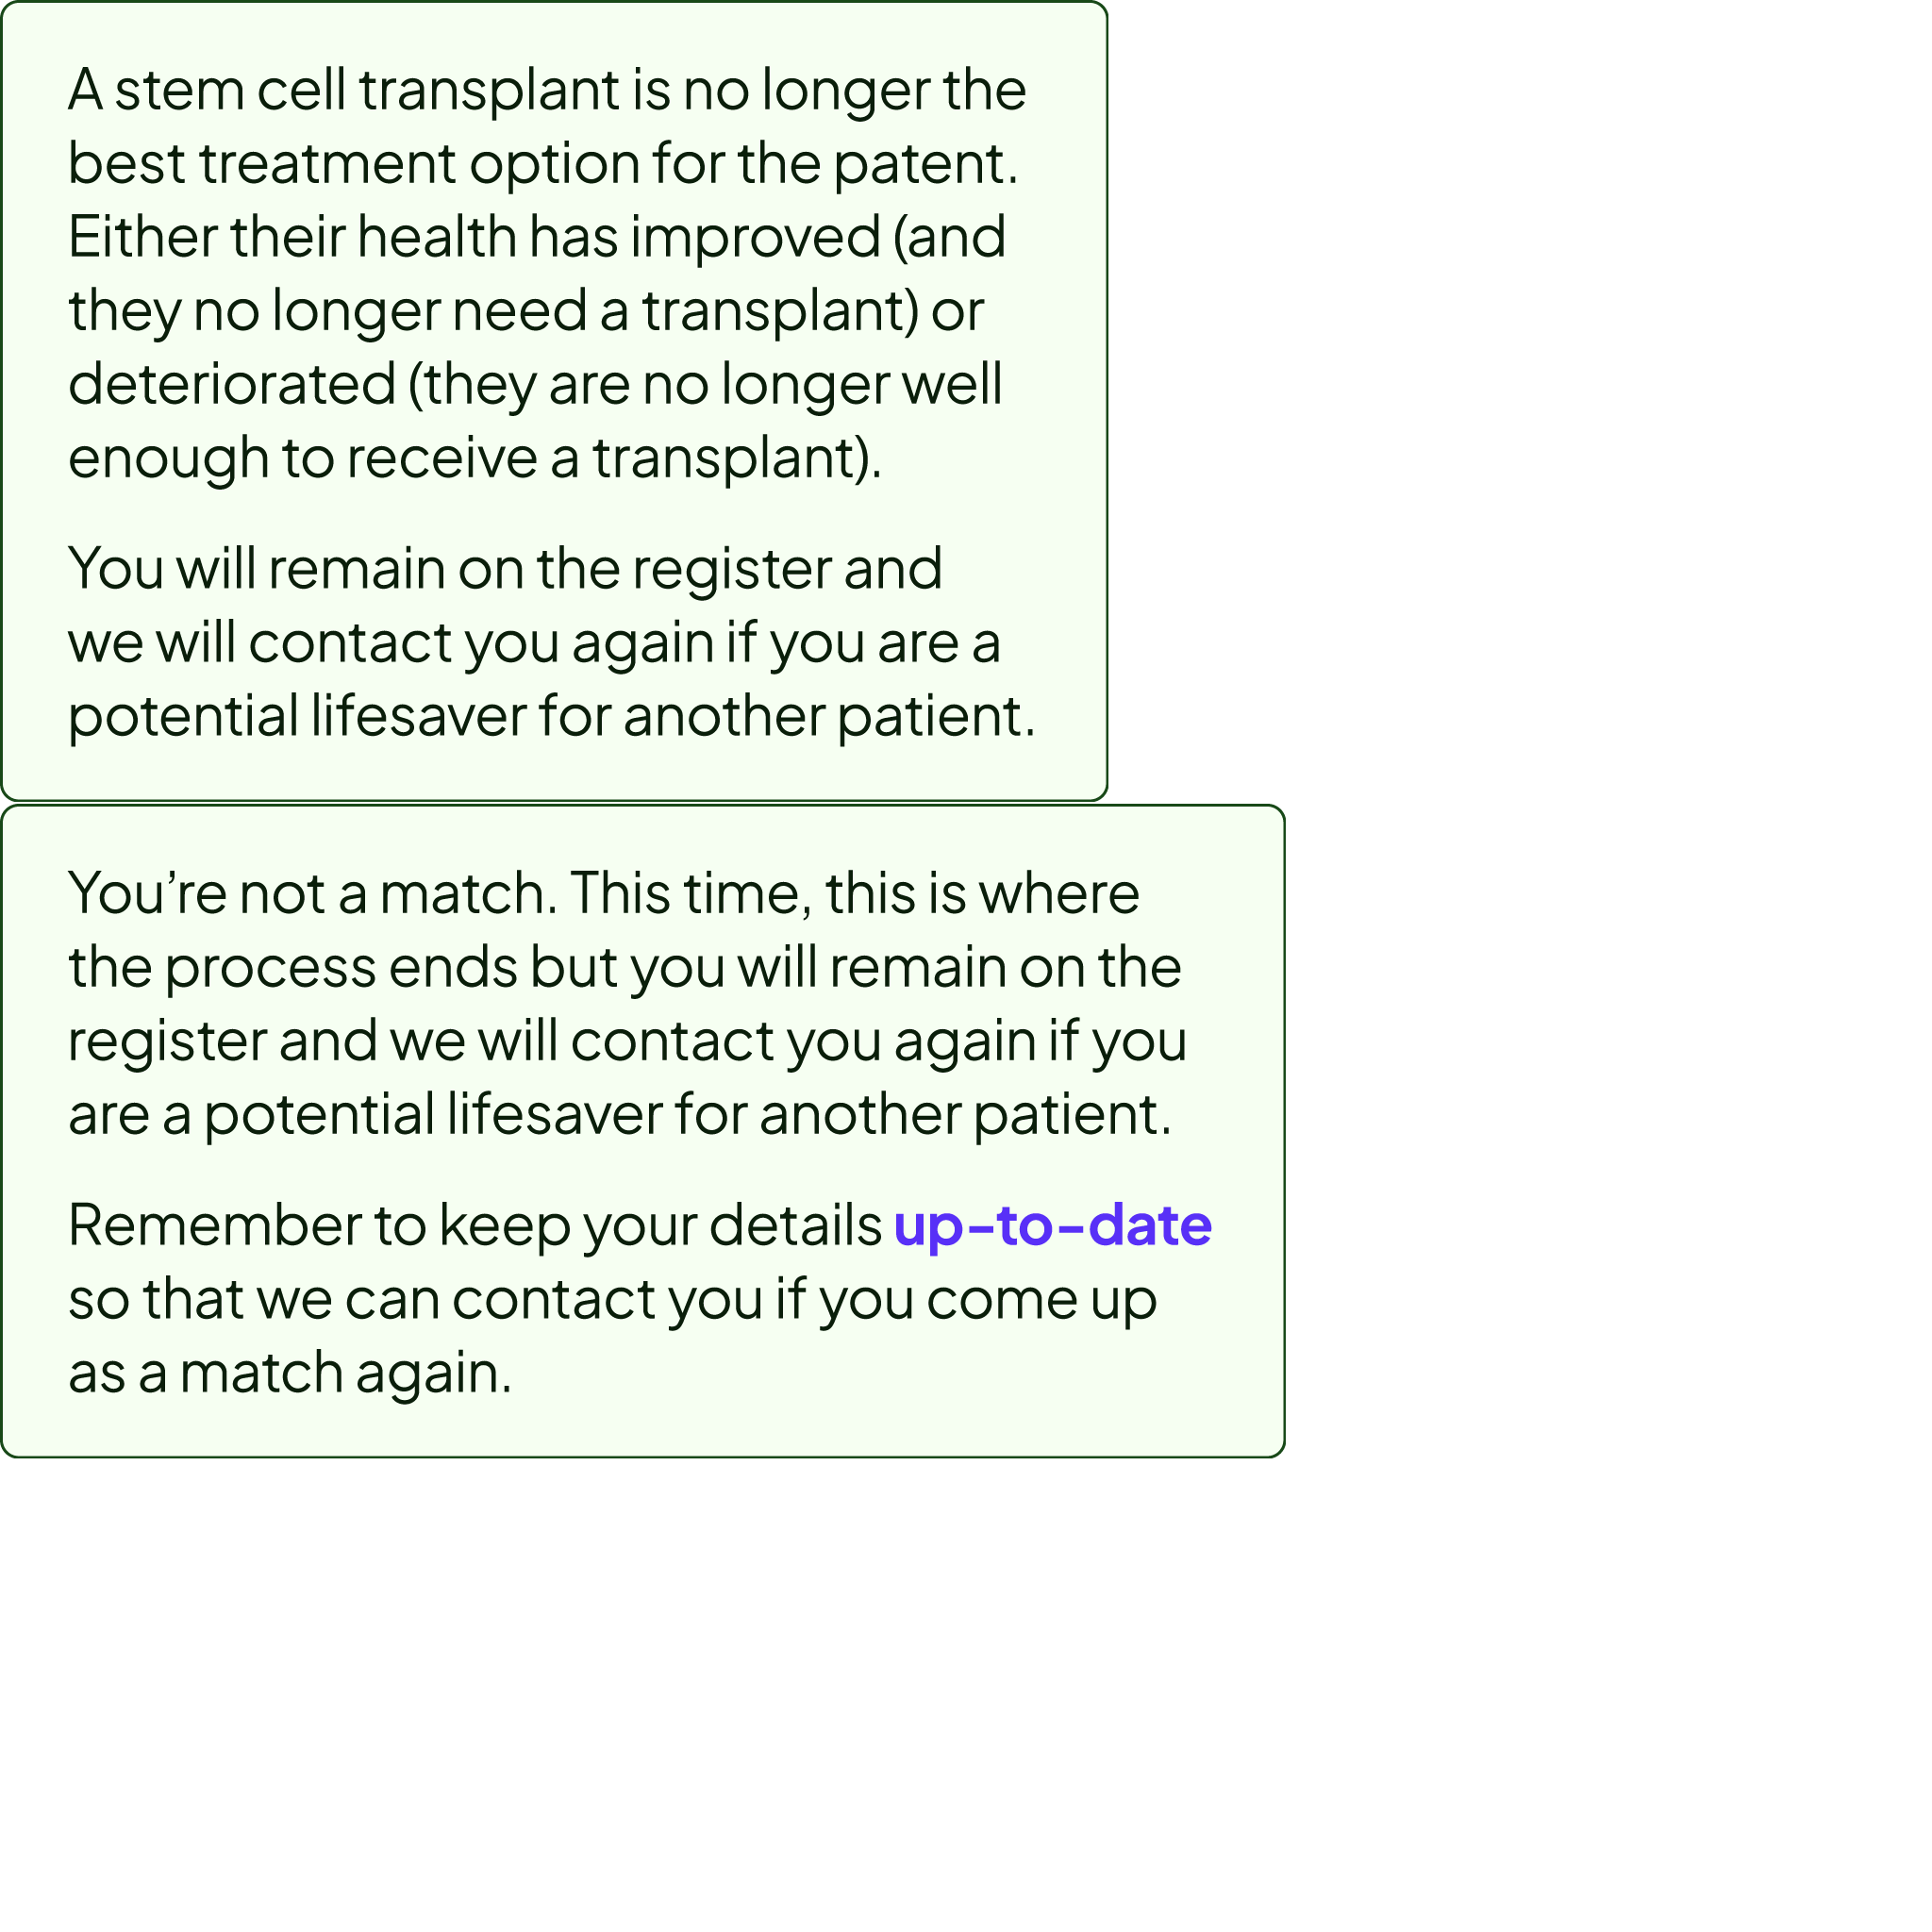 A stem cell transplant is no longer the
best treatment option for the patent.
Either their health has improved (and
they no longer need a transplant) or
deteriorated (they are no longer well
enough to receive a transplant).
You will remain on the register and
we will contact you again if you are a
potential lifesaver for another patient.
You’re not a match. This time, this is where
the process ends but you will remain on the
register and we will contact you again if you
are a potential lifesaver for another patient.
Remember to keep your details up-to-date
so that we can contact you if you come up
as a match again.